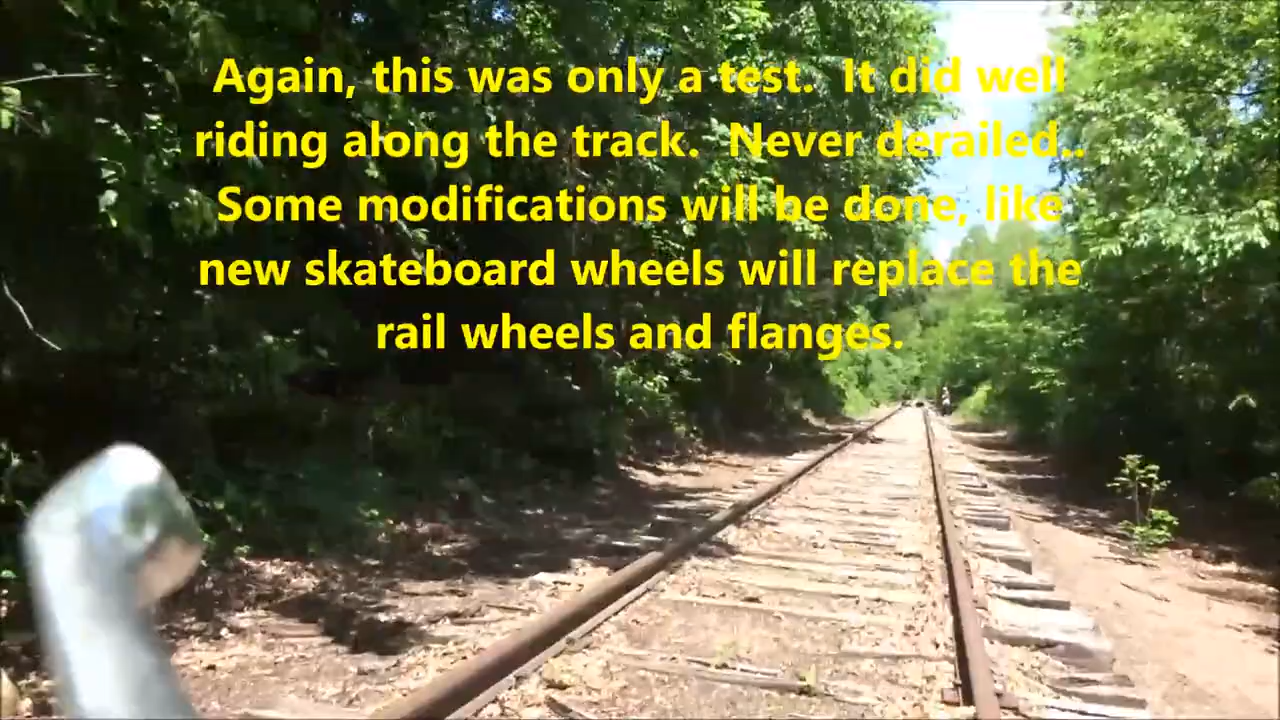 Again, this was only a test.  It did well
riding along the track.  Never derailed..
Some modifications will be done, like
new skateboard wheels will replace the
rail wheels and flanges.